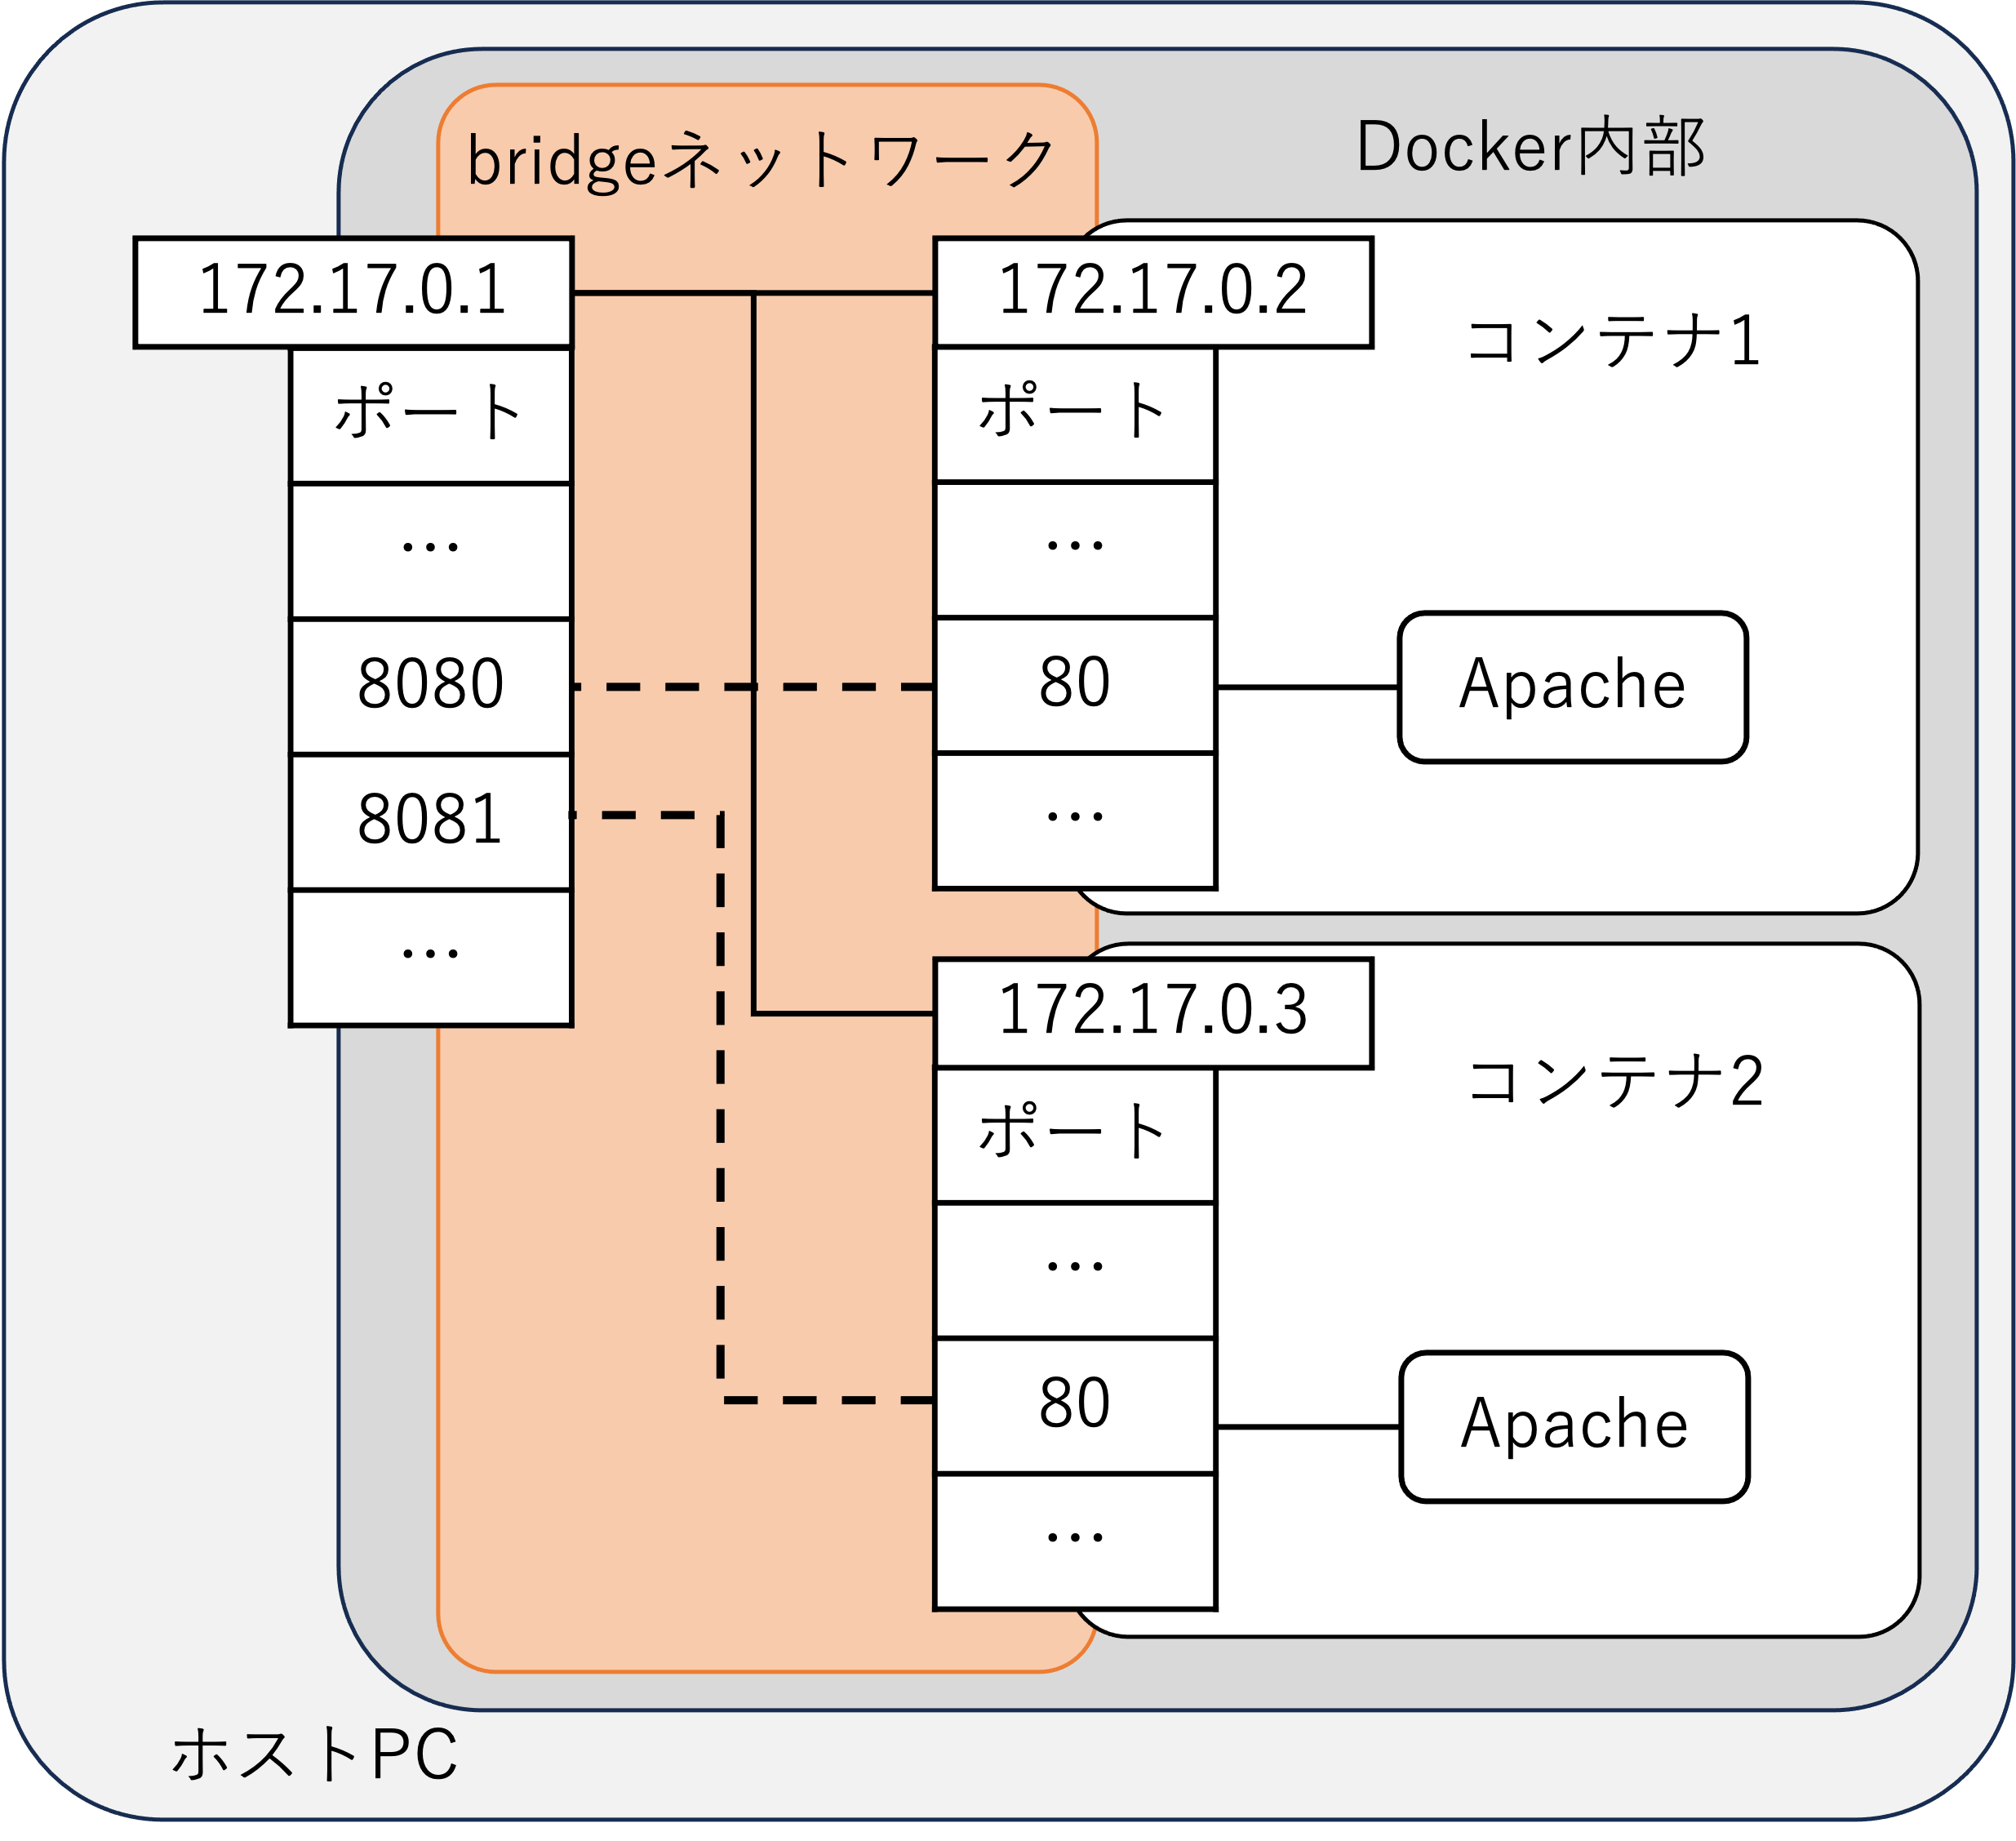 bridgeネットワーク
Docker内部
172.17.0.1
ポート
…
8080
8081
…
172.17.0.2
コンテナ1
ポート
…
80
Apache
…
172.17.0.3
コンテナ2
ポート
…
80
Apache
…
ホストPC